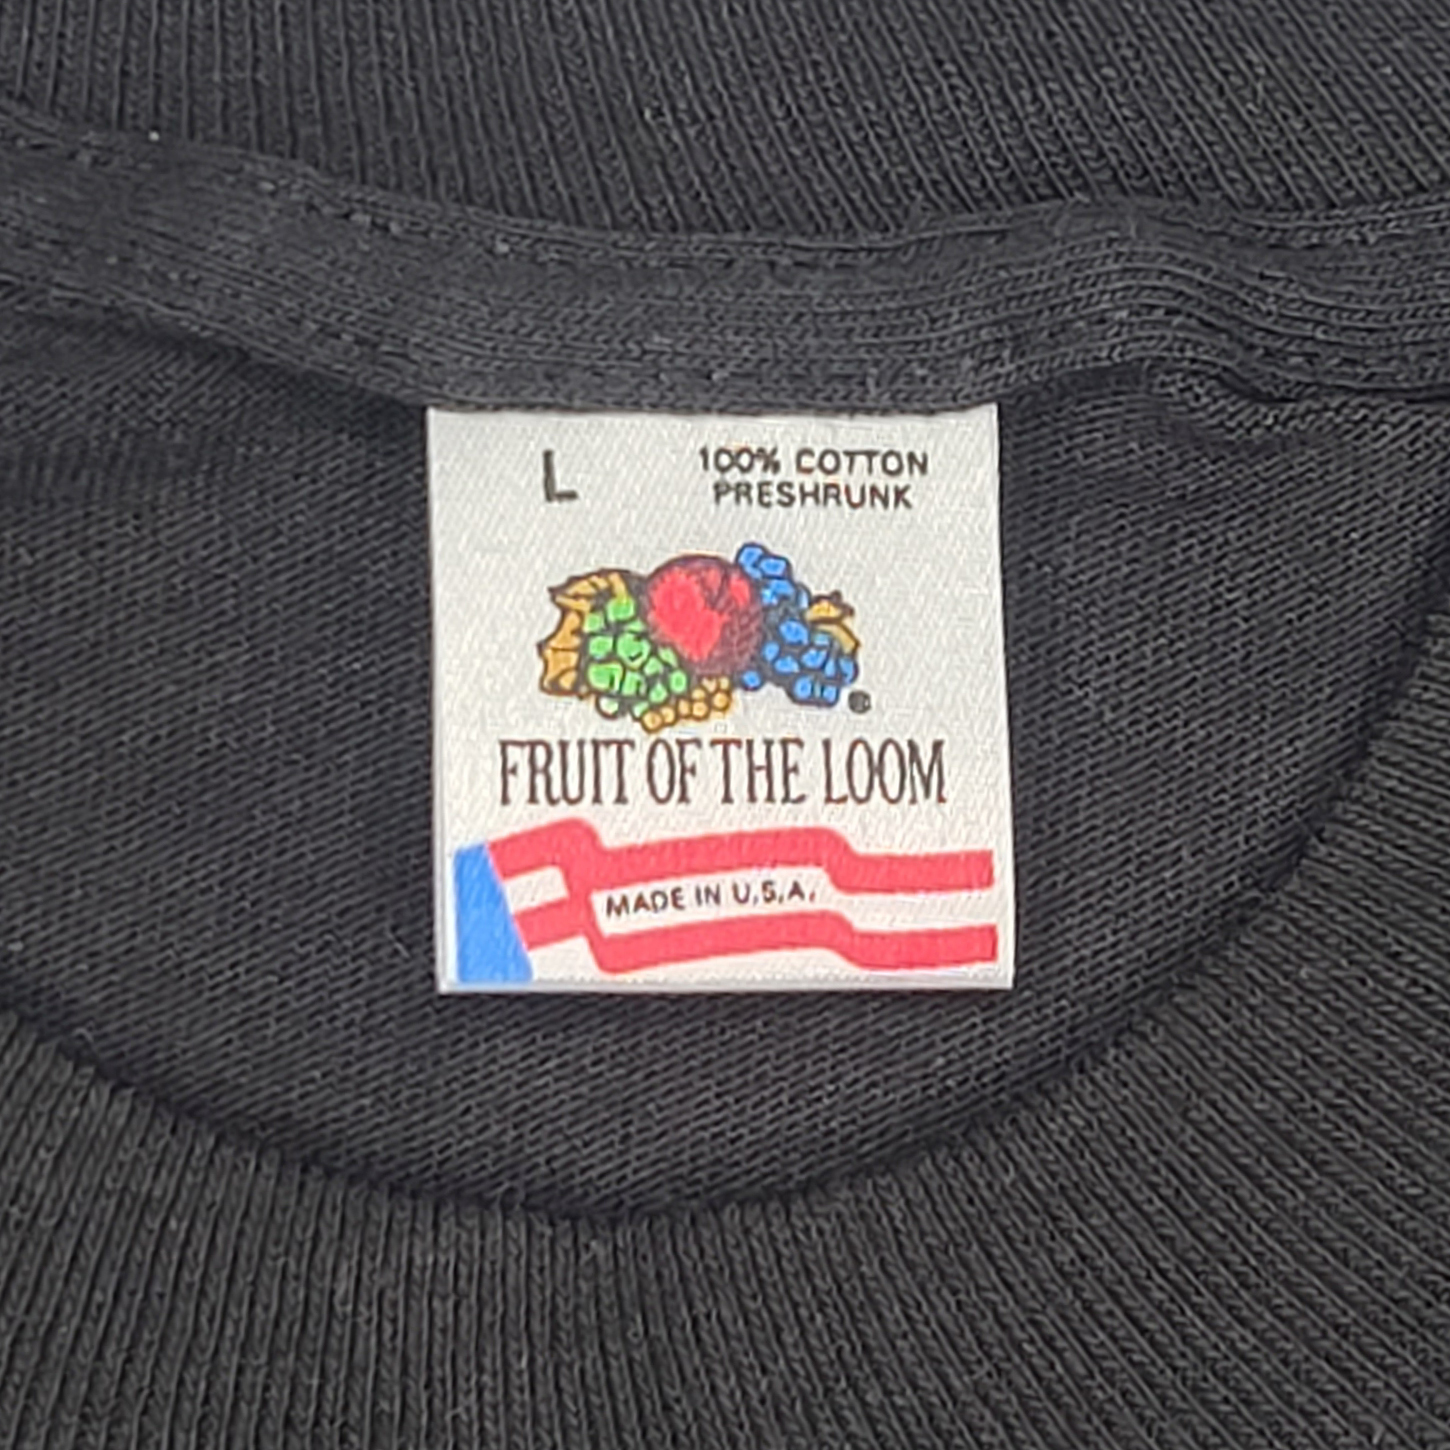 L
100% COTTON
PRESHRUNK
®
FRUIT OF THE LOOM
MADE IN U.S.A.